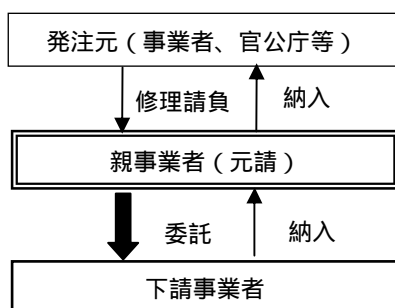 発注元（事業者、官公庁等）
修理請負 納入
親事業者（元請）
委託 納入
下請事業者